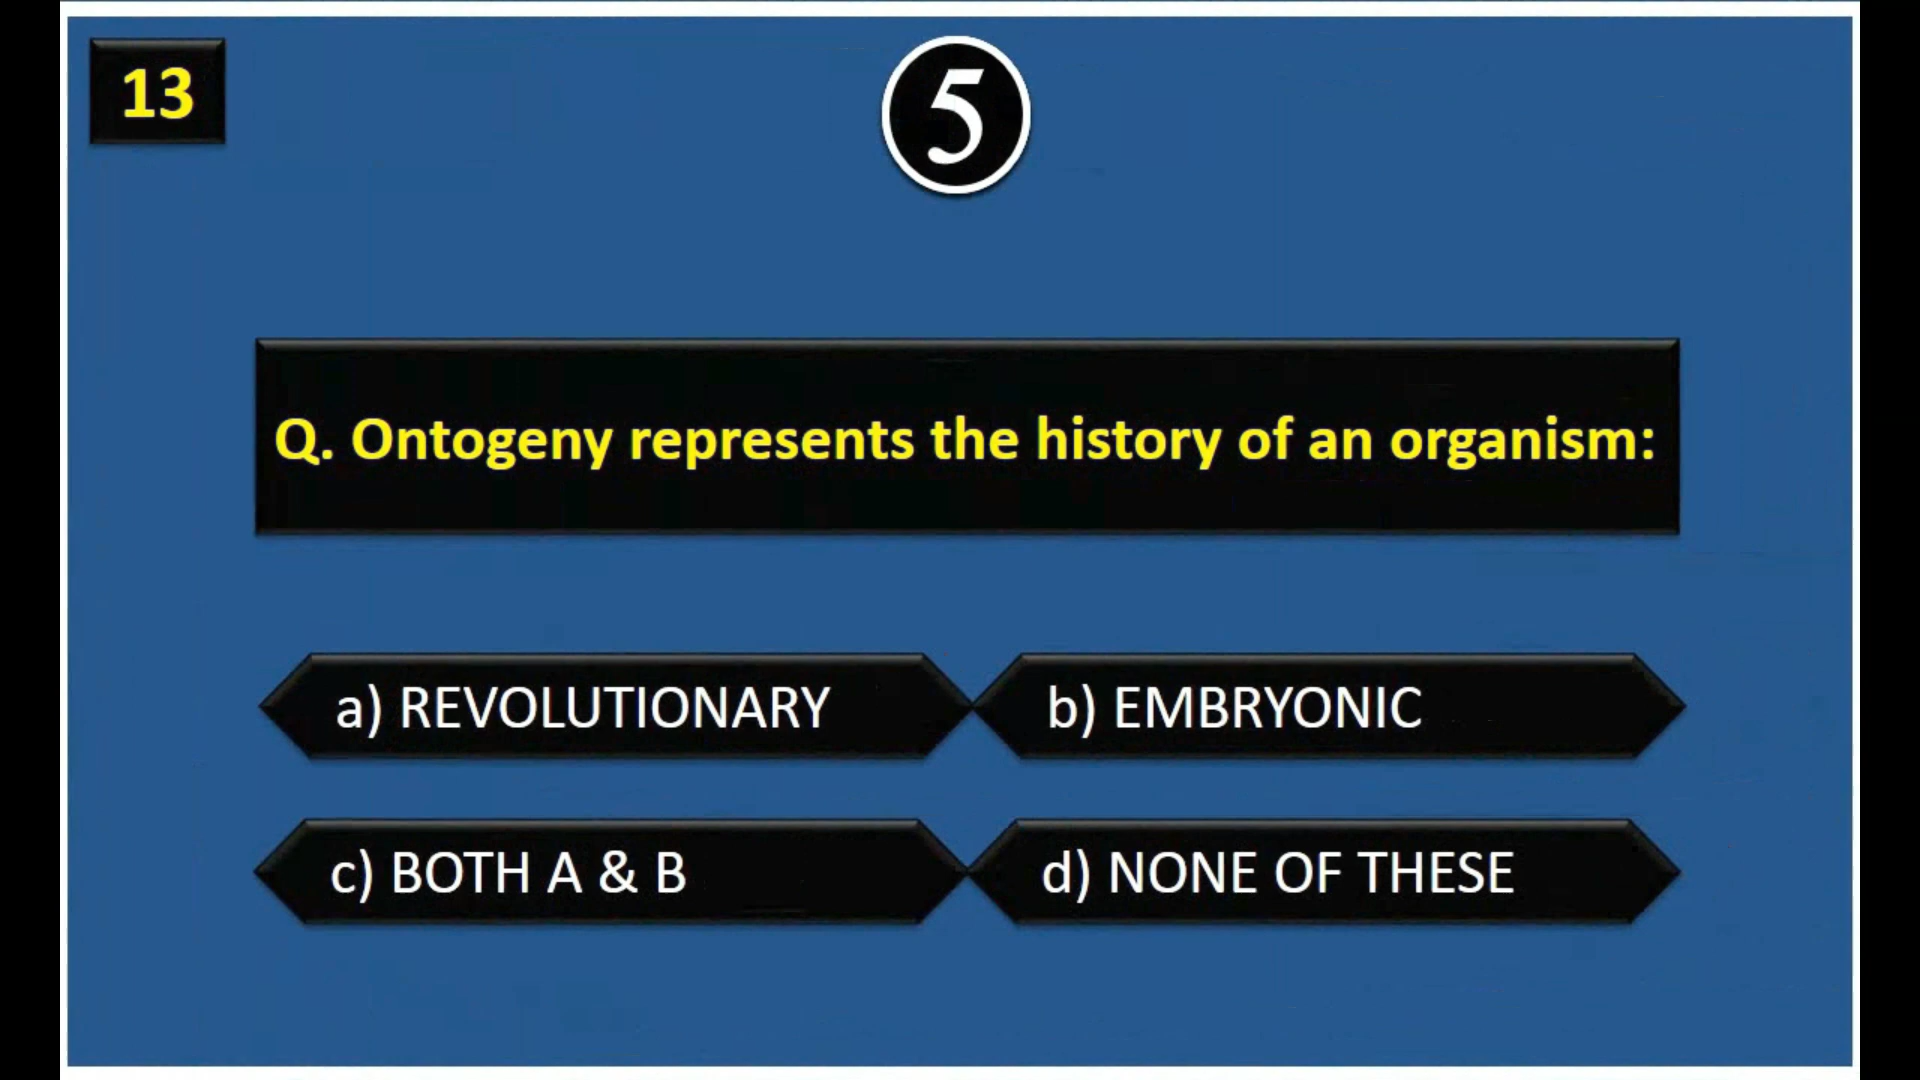 13
5
Q. Ontogeny represents the history of an organism:
a) REVOLUTIONARY
b) EMBRYONIC
c) BOTH A & B
d) NONE OF THESE